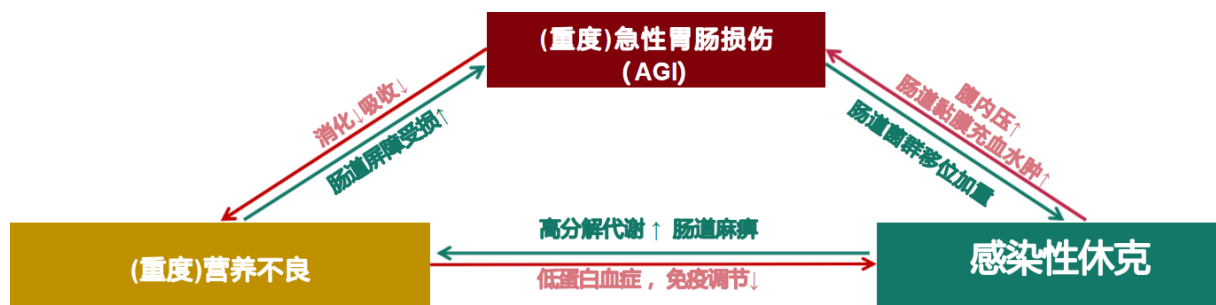 (重度)急性胃肠损伤
(AGI)
消化↓吸收↓
肠道屏障受损↑
腹内压↑
肠道黏膜充血水肿↑
肠道菌群移位加重
高分解代谢↑ 肠道麻痹
低蛋白血症，免疫调节↓
(重度)营养不良
感染性休克